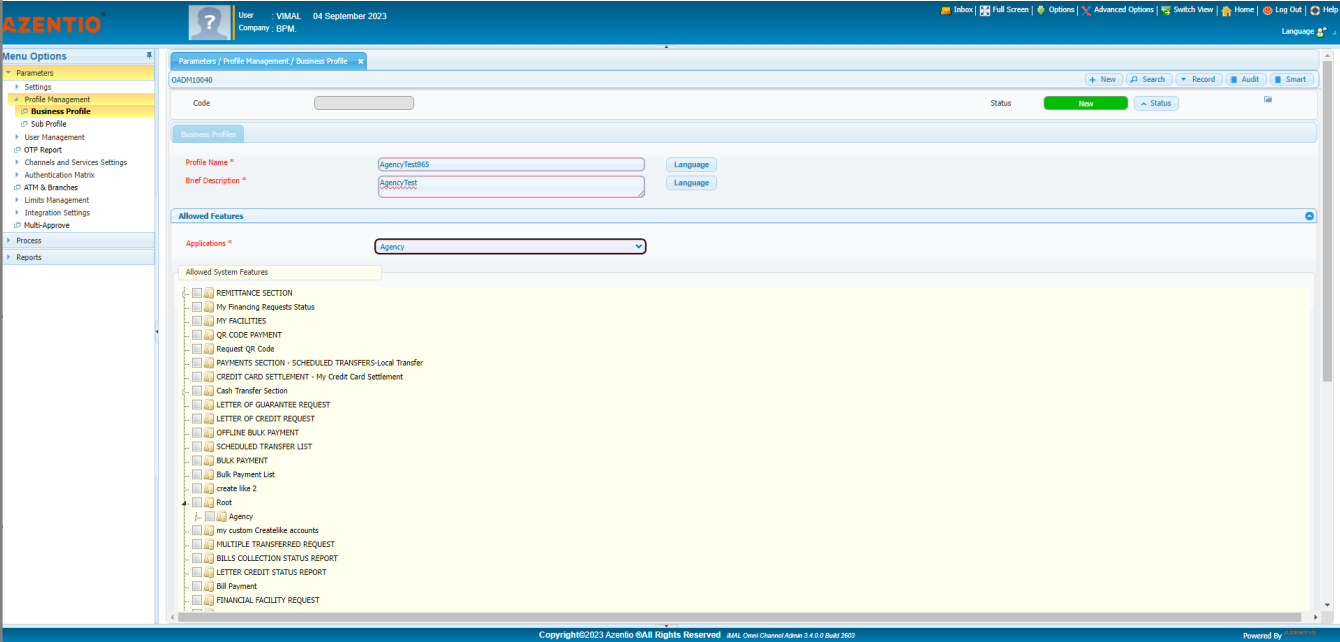 AZENTIO
?
User : VIMAL 04 September 2023
Company : BPM.
Inbox | Full Screen | Options | Advanced Options | Switch View | Home | Log Out | Help
Language
Menu Options
Parameters
Settings
Profile Management
Business Profile
Sub Profile
User Management
OTP Report
Channels and Services Settings
Authentication Matrix
ATM & Branches
Limits Management
Integration Settings
Multi-Approve
Process
Reports
Parameters / Profile Management / Business Profile
OADM10040
New Search Record Audit Smart
Code
Status New Status
Business Profiles
Profile Name * AgencyTest865 Language
Brief Description * AgencyTest Language
Allowed Features
Applications * Agency
Allowed System Features
REMITTANCE SECTION
My Financing Requests Status
MY FACILITIES
QR CODE PAYMENT
Request QR Code
PAYMENTS SECTION - SCHEDULED TRANSFERS-Local Transfer
CREDIT CARD SETTLEMENT - My Credit Card Settlement
Cash Transfer Section
LETTER OF GUARANTEE REQUEST
LETTER OF CREDIT REQUEST
OFFLINE BULK PAYMENT
SCHEDULED TRANSFER LIST
BULK PAYMENT
Bulk Payment List
create like 2
Root
Agency
my custom Createlike accounts
MULTIPLE TRANSFERRED REQUEST
BILLS COLLECTION STATUS REPORT
LETTER CREDIT STATUS REPORT
Bill Payment
FINANCIAL FACILITY REQUEST
Copyright©2023 Azentio ®All Rights Reserved IMAL Omni Channel Admin 3.4.0.0 Build 2603
Powered By AZENTIO